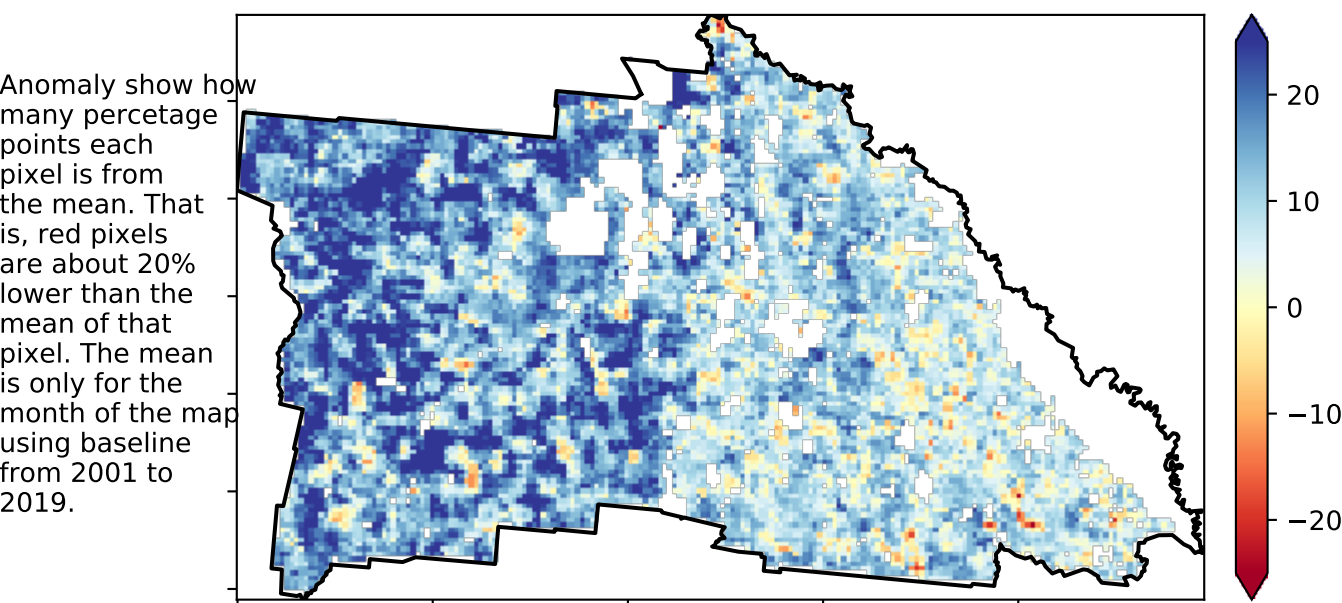 Anomaly show how
many percetage
points each
pixel is from
the mean. That
is, red pixels
are about 20%
lower than the
mean of that
pixel. The mean
is only for the
month of the map
using baseline
from 2001 to
2019.
20
10
0
−10
−20